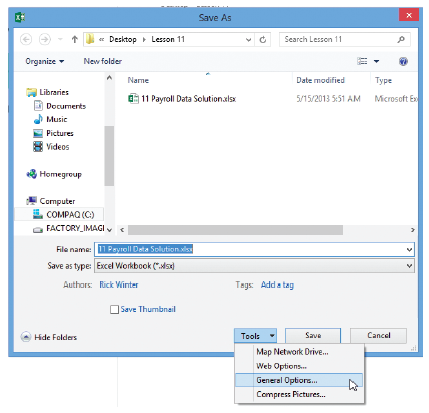 Save As
« Desktop › Lesson 11
Search Lesson 11
Organize
New folder
Name
Date modified
Type
Libraries
Documents
Music
Pictures
Videos
Homegroup
Computer
COMPAQ (C:)
FACTORY_IMAG
11 Payroll Data Solution.xlsx
5/15/2013 5:51 AM
Microsoft Ex
File name:
11 Payroll Data Solution.xlsx
Save as type:
Excel Workbook (*.xlsx)
Authors:
Rick Winter
Tags:
Add a tag
Save Thumbnail
Hide Folders
Tools
Save
Cancel
Map Network Drive...
Web Options...
General Options...
Compress Pictures...